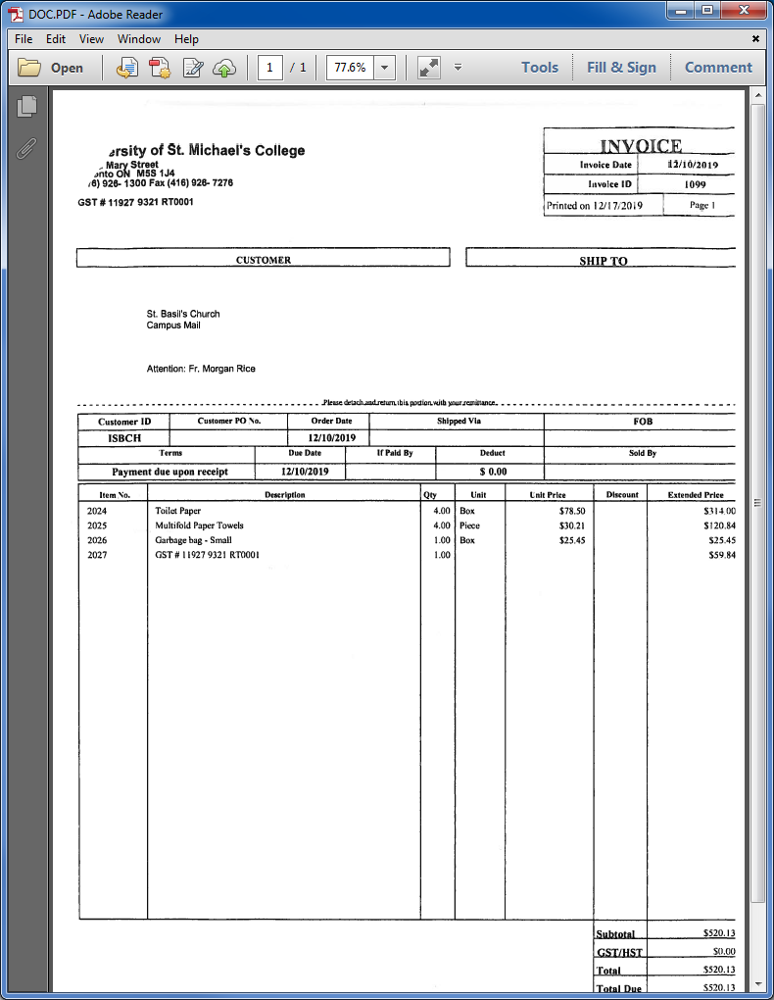 DOC.PDF - Adobe Reader
File Edit View Window Help
Open 1 / 1 77.6% Tools Fill & Sign Comment
rsity of St. Michael's College
Mary Street
onto ON M5S 1J4
6) 926- 1300 Fax (416) 926- 7276
GST # 11927 9321 RT0001
INVOICE
Invoice Date 12/10/2019
Invoice ID 1099
Printed on 12/17/2019 Page 1
CUSTOMER SHIP TO
St. Basil's Church
Campus Mail
Attention: Fr. Morgan Rice
Please detach and return this portion with your remittance.
Customer ID Customer PO No. Order Date Shipped Via FOB
ISBCH 12/10/2019
Terms Due Date If Paid By Deduct Sold By
Payment due upon receipt 12/10/2019 $ 0.00
Item No. Description Qty Unit Unit Price Discount Extended Price
2024 Toilet Paper 4.00 Box $78.50 $314.00
2025 Multifold Paper Towels 4.00 Piece $30.21 $120.84
2026 Garbage bag - Small 1.00 Box $25.45 $25.45
2027 GST # 11927 9321 RT0001 1.00 $59.84
Subtotal $520.13
GST/HST $0.00
Total $520.13
Total Due $520.13